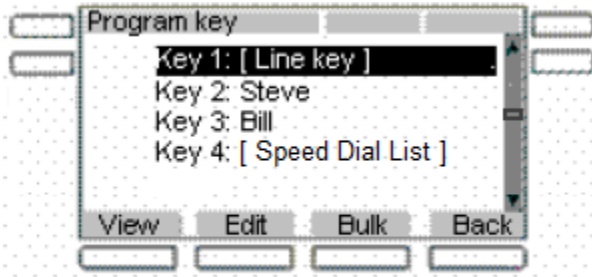 Program key
Key 1: [ Line key ]
Key 2: Steve
Key 3: Bill
Key 4: [ Speed Dial List ]
View Edit Bulk Back